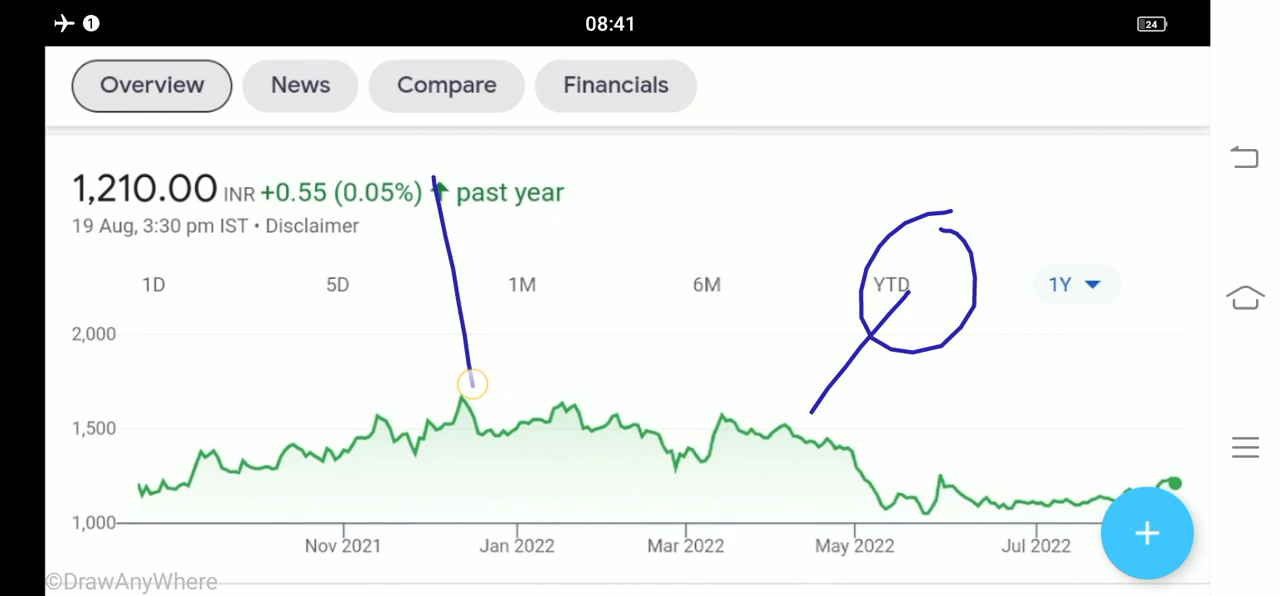 1 08:41 24
Overview News Compare Financials
1,210.00 INR +0.55 (0.05%) ↑ past year
19 Aug, 3:30 pm IST • Disclaimer
1D 5D 1M 6M YTD 1Y
2,000
1,500
1,000
Nov 2021 Jan 2022 Mar 2022 May 2022 Jul 2022
+
©DrawAnyWhere